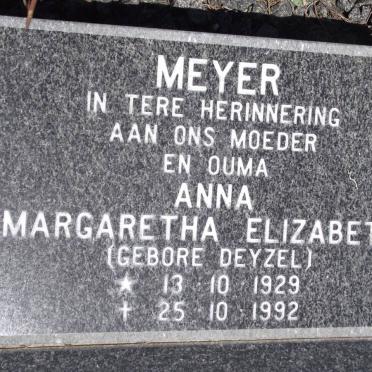 MEYER
IN TERE HERINNERING
AAN ONS MOEDER
EN OUMA
ANNA
MARGARETHA ELIZABET
(GEBORE DEYZEL)
★ 13 · 10 · 1929
✝ 25 · 10 · 1992